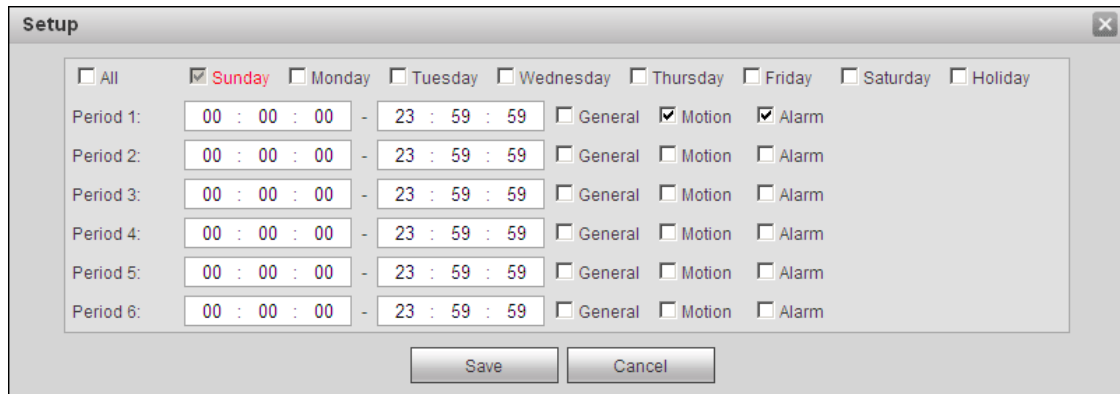 Setup
All Sunday Monday Tuesday Wednesday Thursday Friday Saturday Holiday
Period 1: 00 : 00 : 00 - 23 : 59 : 59 General Motion Alarm
Period 2: 00 : 00 : 00 - 23 : 59 : 59 General Motion Alarm
Period 3: 00 : 00 : 00 - 23 : 59 : 59 General Motion Alarm
Period 4: 00 : 00 : 00 - 23 : 59 : 59 General Motion Alarm
Period 5: 00 : 00 : 00 - 23 : 59 : 59 General Motion Alarm
Period 6: 00 : 00 : 00 - 23 : 59 : 59 General Motion Alarm
Save Cancel